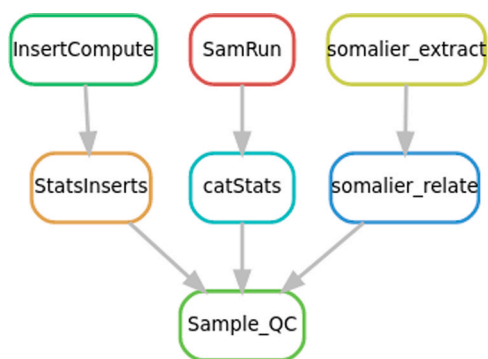 InsertCompute
SamRun
somalier_extract
StatsInserts
catStats
somalier_relate
Sample_QC